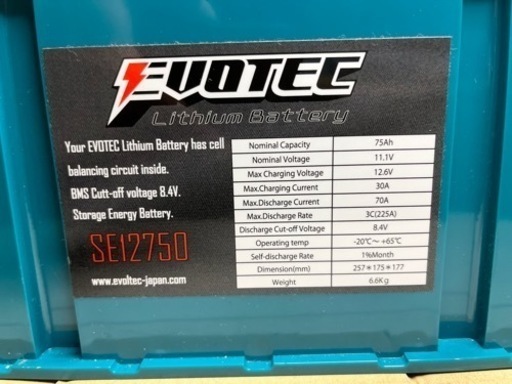 EVOTEC
Lithium Battery
Your EVOTEC Lithium Battery has cell
balancing circuit inside.
BMS Cutt-off voltage 8.4V.
Storage Energy Battery.
SE12750
www.evoltec-japan.com
Nominal Capacity 75Ah
Nominal Voltage 11.1V
Max.Charging Voltage 12.6V
Max.Charging Current 30A
Max.Discharge Current 70A
Max.Discharge Rate 3C(225A)
Discharge Cut-off Voltage 8.4V
Operating temp -20℃~ +65℃
Self-discharge Rate 1%Month
Dimension(mm) 257*175*177
Weight 6.6Kg